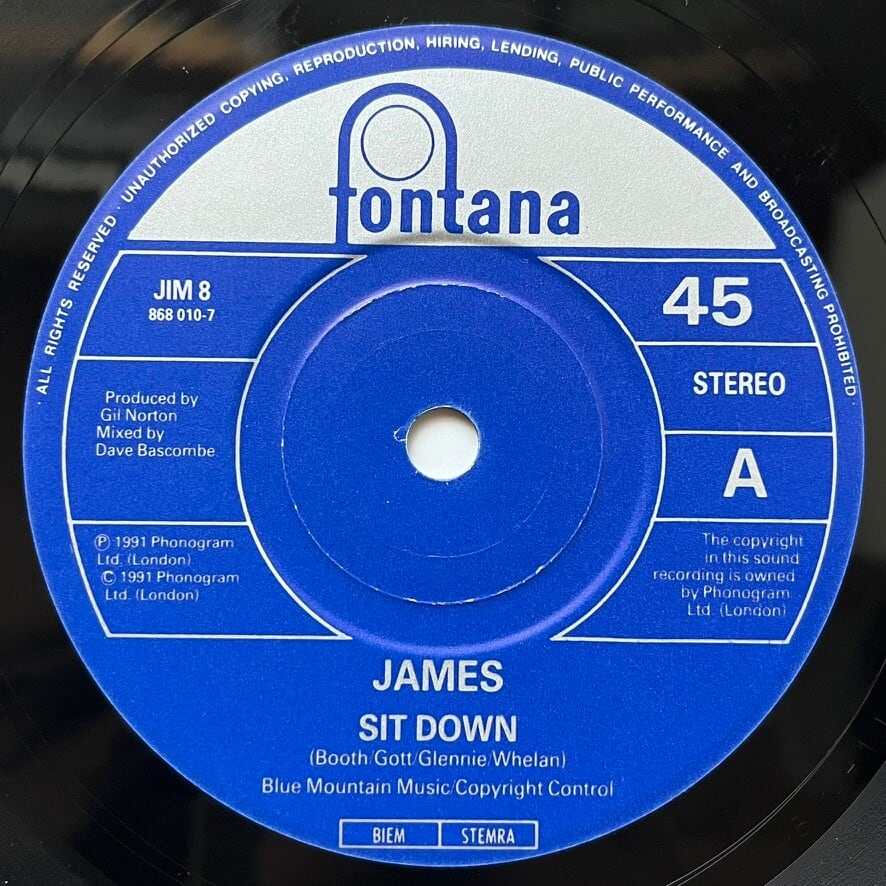 · ALL RIGHTS RESERVED · UNAUTHORIZED COPYING, REPRODUCTION, HIRING, LENDING, PUBLIC PERFORMANCE AND BROADCASTING PROHIBITED ·
fontana
JIM 8
868 010-7
45
STEREO
A
Produced by
Gil Norton
Mixed by
Dave Bascombe
℗ 1991 Phonogram
Ltd. (London)
© 1991 Phonogram
Ltd. (London)
The copyright
in this sound
recording is owned
by Phonogram
Ltd. (London)
JAMES
SIT DOWN
(Booth/Gott/Glennie/Whelan)
Blue Mountain Music/Copyright Control
BIEM STEMRA